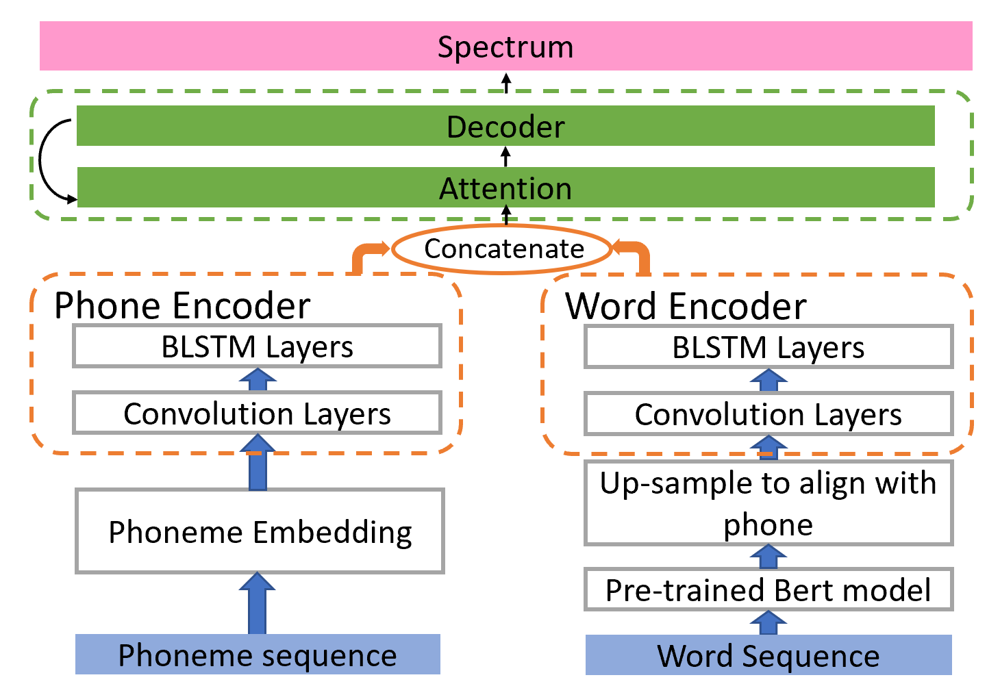 Spectrum
Decoder
Attention
Concatenate
Phone Encoder
BLSTM Layers
Convolution Layers
Phoneme Embedding
Phoneme sequence
Word Encoder
BLSTM Layers
Convolution Layers
Up-sample to align with
phone
Pre-trained Bert model
Word Sequence